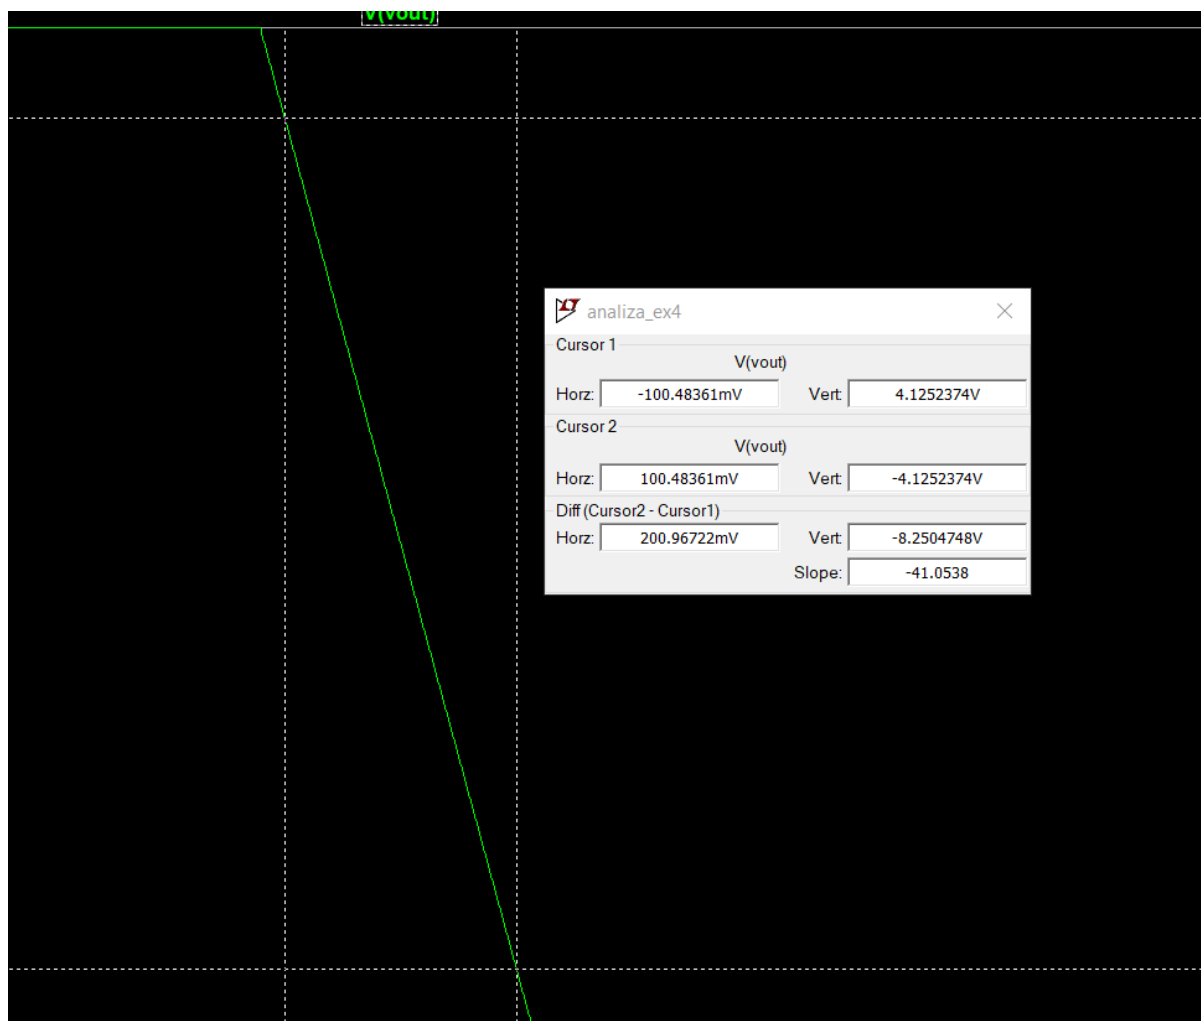 V(vout)
analiza_ex4
Cursor 1
V(vout)
Horz: -100.48361mV Vert: 4.1252374V
Cursor 2
V(vout)
Horz: 100.48361mV Vert: -4.1252374V
Diff (Cursor2 - Cursor1)
Horz: 200.96722mV Vert: -8.2504748V
Slope: -41.0538